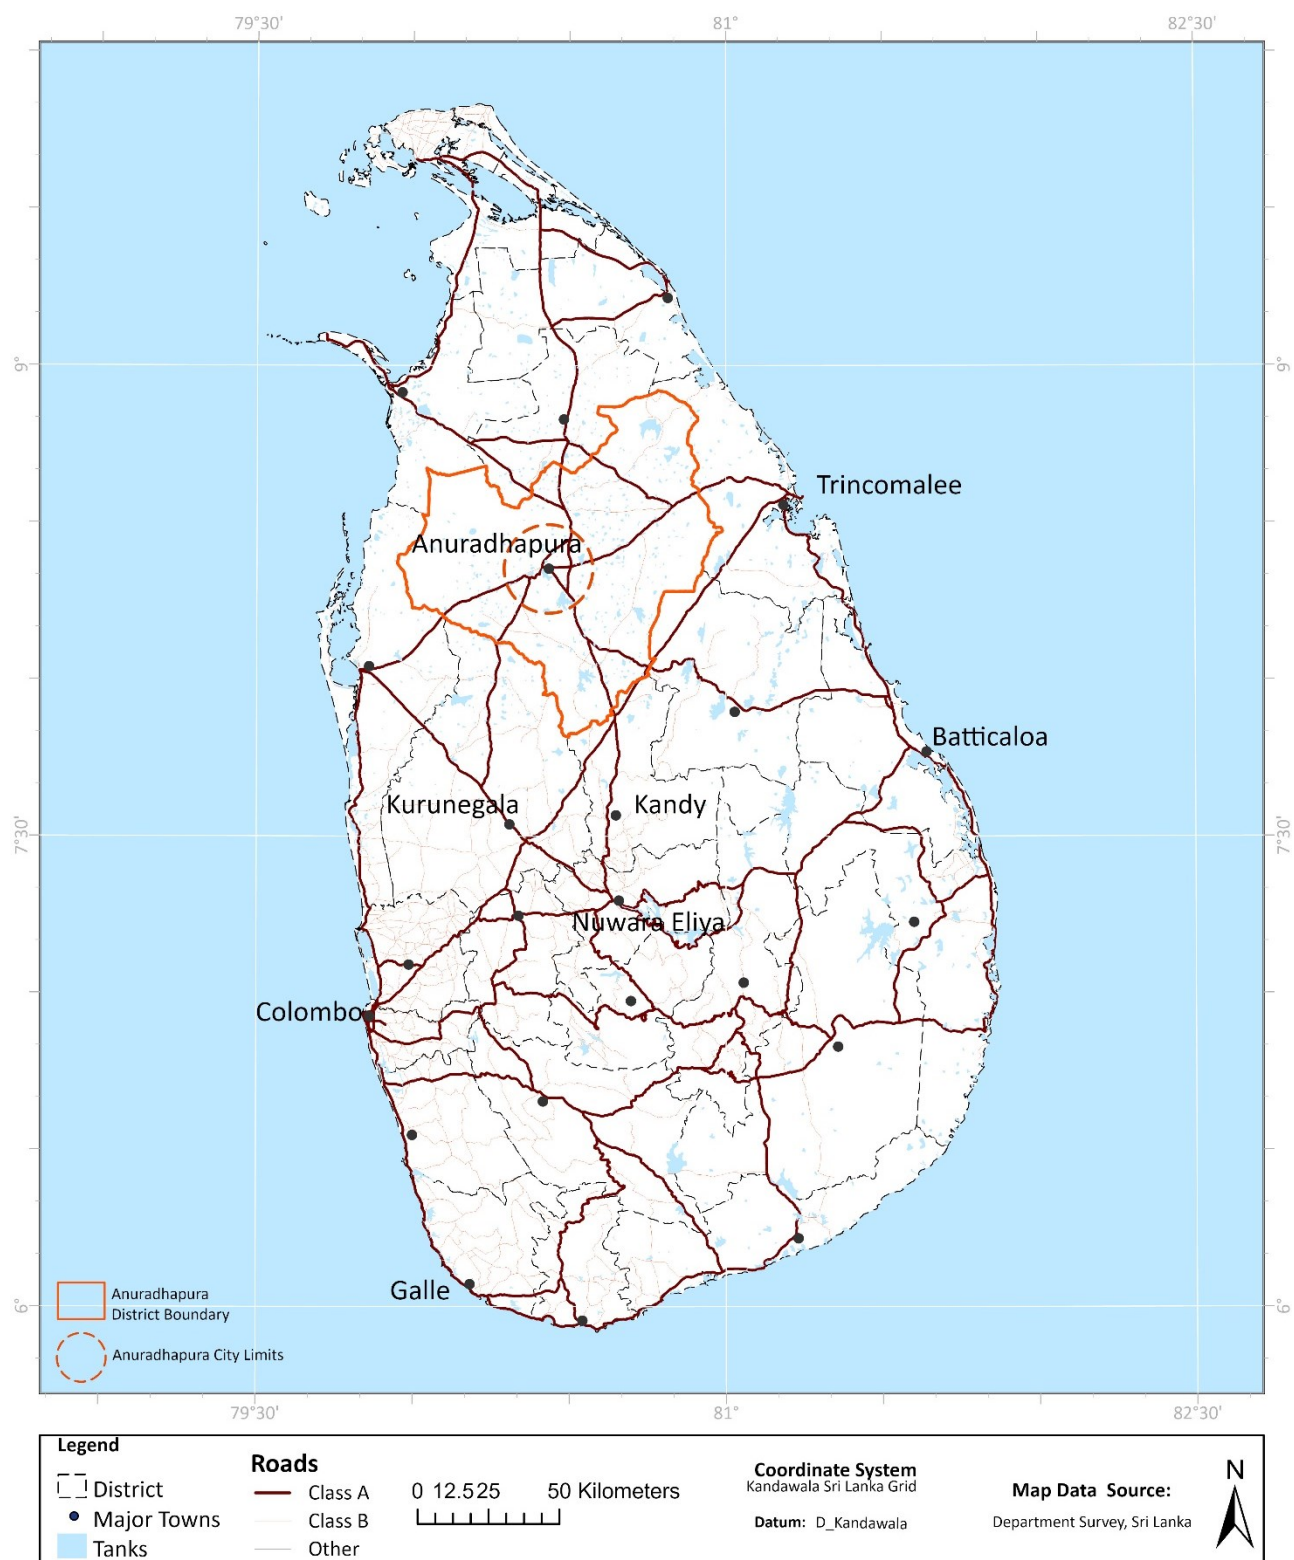 79°30'
81°
82°30'
9°
9°
Trincomalee
Anuradhapura
Batticaloa
Kurunegala
Kandy
7°30'
7°30'
Nuwara Eliya
Colombo
Galle
6°
6°
Anuradhapura
District Boundary
Anuradhapura City Limits
79°30'
81°
82°30'
Legend
District
Major Towns
Tanks
Roads
Class A
Class B
Other
0 12.525 50 Kilometers
Coordinate System
Kandawala Sri Lanka Grid
Datum: D_Kandawala
Map Data Source:
Department Survey, Sri Lanka
N